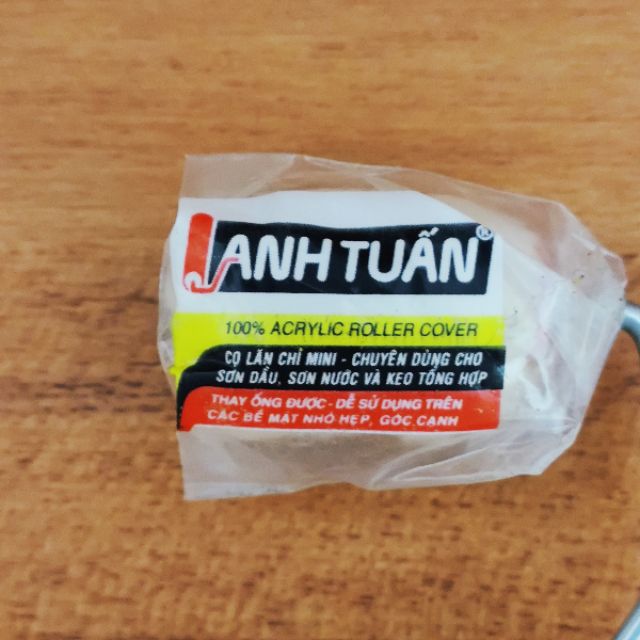 ANH TUẤN®
100% ACRYLIC ROLLER COVER
CỌ LĂN CHỈ MINI - CHUYÊN DÙNG CHO
SƠN DẦU, SƠN NƯỚC VÀ KEO TỔNG HỢP
THAY ỐNG ĐƯỢC - DỄ SỬ DỤNG TRÊN
CÁC BỀ MẶT NHỎ HẸP, GÓC CẠNH